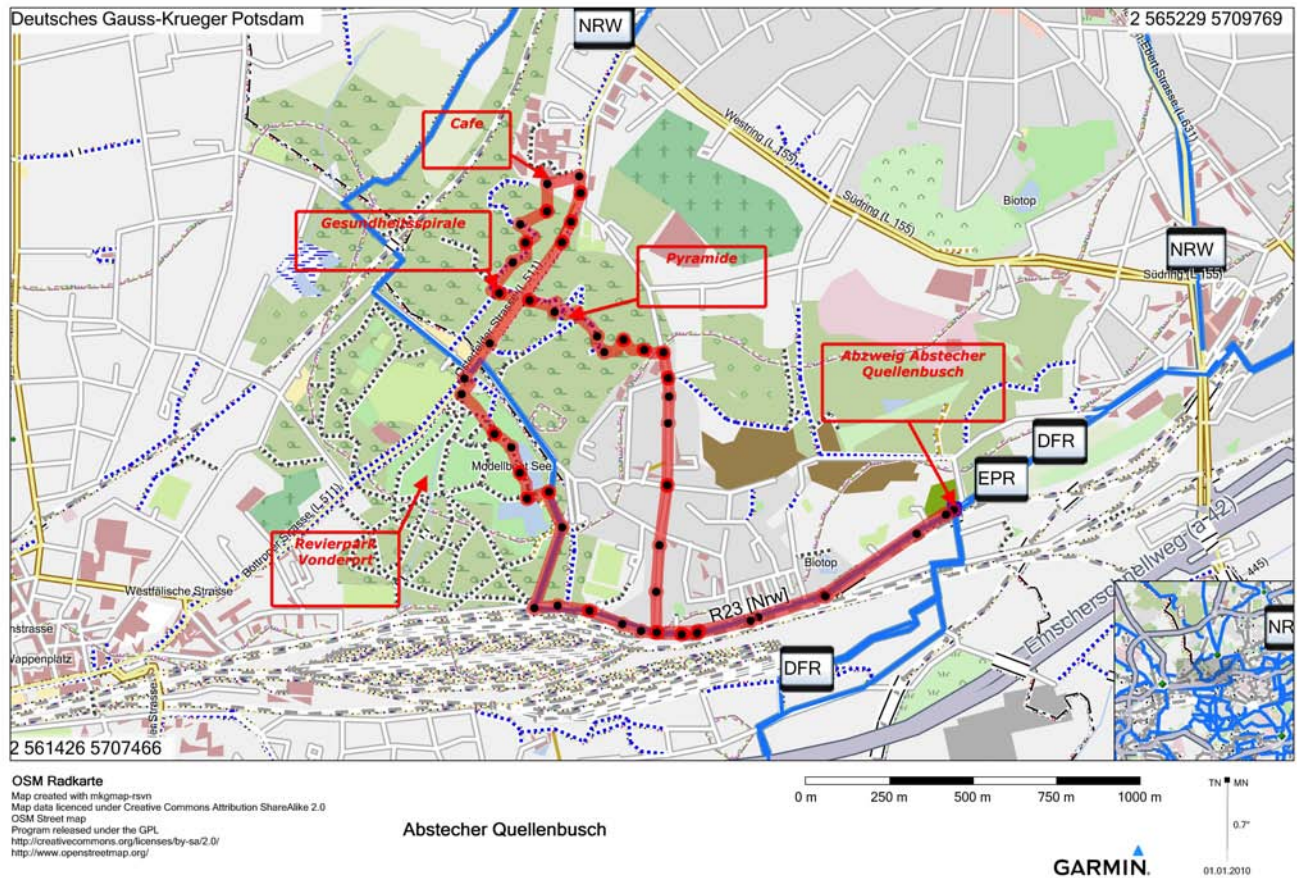 Deutsches Gauss-Krueger Potsdam
2 565229 5709769
NRW
Cafe
Westring (L 155)
Südring (L 155)
Biotop
Gesundheitsspirale
Pyramide
NRW
Südring (L 155)
Abzweig Abstecher
Quellenbusch
DFR
EPR
Modellboot See
Revierpark
Vonderort
Bottroper Strasse (L 511)
Westfälische Strasse
Biotop
R23 [Nrw]
Emscherschnellweg (a 42)
Wappenplatz
DFR
NR
2 561426 5707466
OSM Radkarte
Map created with mkgmap-rsvn
Map data licenced under Creative Commons Attribution ShareAlike 2.0
OSM Street map
Program released under the GPL
http://creativecommons.org/licenses/by-sa/2.0/
http://www.openstreetmap.org/
Abstecher Quellenbusch
0 m 250 m 500 m 750 m 1000 m
TN MN
0.7°
GARMIN.
01.01.2010